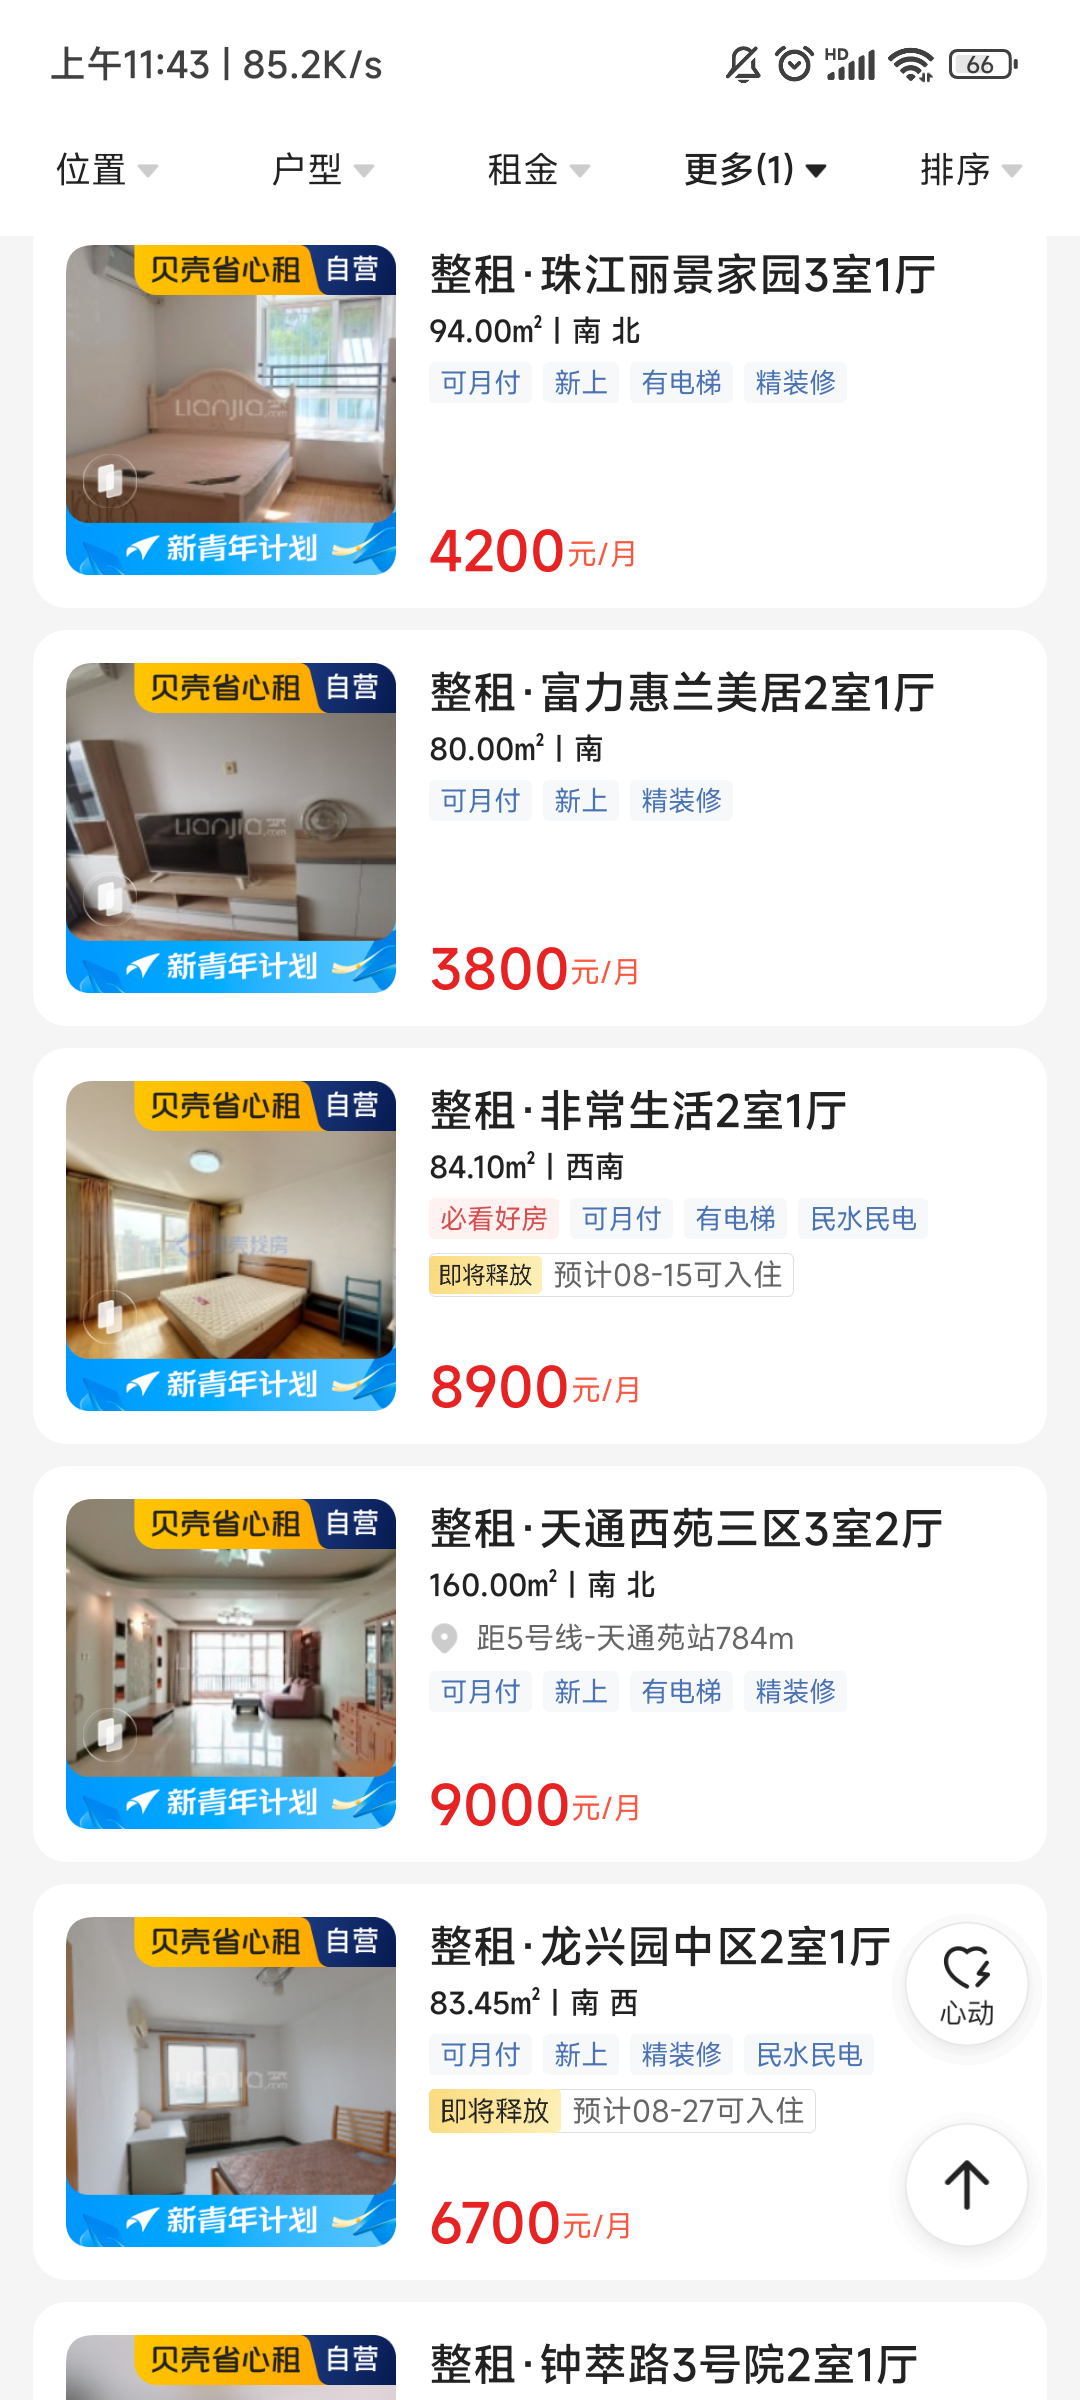 上午11:43 | 85.2K/s
HD
66
位置
户型
租金
更多(1)
排序
贝壳省心租 自营
整租·珠江丽景家园3室1厅
94.00㎡ | 南 北
可月付 新上 有电梯 精装修
Lianjia.com
新青年计划
4200元/月
贝壳省心租 自营
整租·富力惠兰美居2室1厅
80.00㎡ | 南
可月付 新上 精装修
Lianjia.com
新青年计划
3800元/月
贝壳省心租 自营
整租·非常生活2室1厅
84.10㎡ | 西南
必看好房 可月付 有电梯 民水民电
贝壳找房
即将释放 预计08-15可入住
新青年计划
8900元/月
贝壳省心租 自营
整租·天通西苑三区3室2厅
160.00㎡ | 南 北
距5号线-天通苑站784m
可月付 新上 有电梯 精装修
新青年计划
9000元/月
贝壳省心租 自营
整租·龙兴园中区2室1厅
83.45㎡ | 南 西
心动
可月付 新上 精装修 民水民电
Lianjia.com
即将释放 预计08-27可入住
新青年计划
6700元/月
贝壳省心租 自营
整租·钟萃路3号院2室1厅